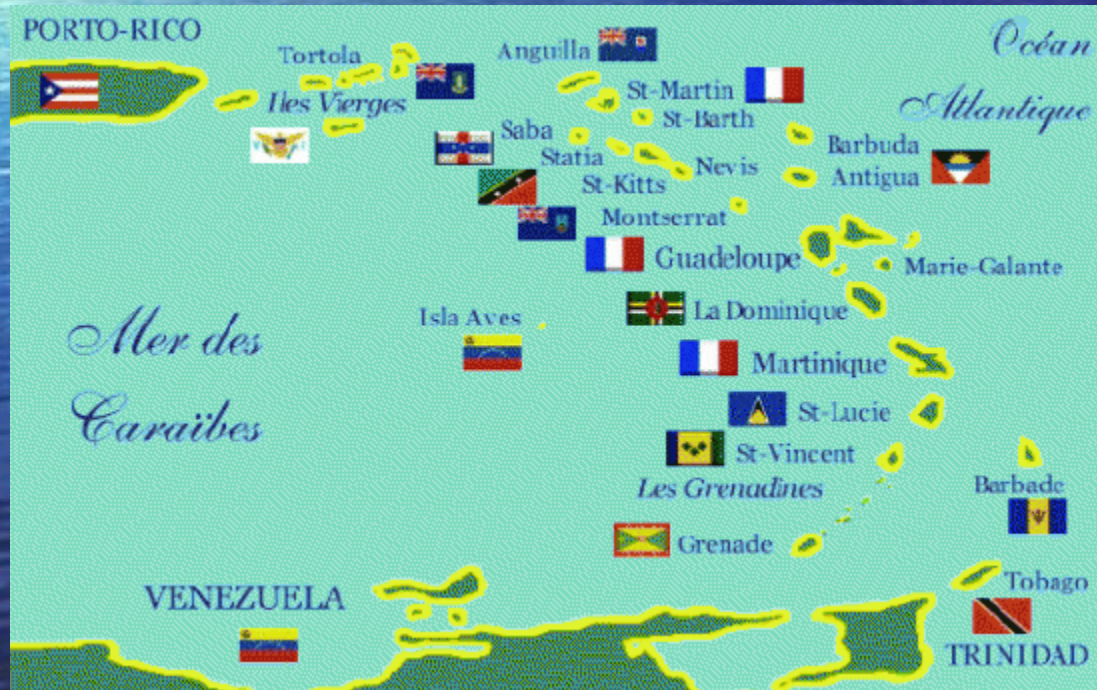 PORTO-RICO
Océan
Atlantique
Tortola
Iles Vierges
Anguilla
St-Martin
St-Barth
Saba
Statia
St-Kitts
Nevis
Barbuda
Antigua
Montserrat
Guadeloupe
Marie-Galante
Isla Aves
La Dominique
Mer des
Caraïbes
Martinique
St-Lucie
St-Vincent
Les Grenadines
Barbade
Grenade
VENEZUELA
Tobago
TRINIDAD